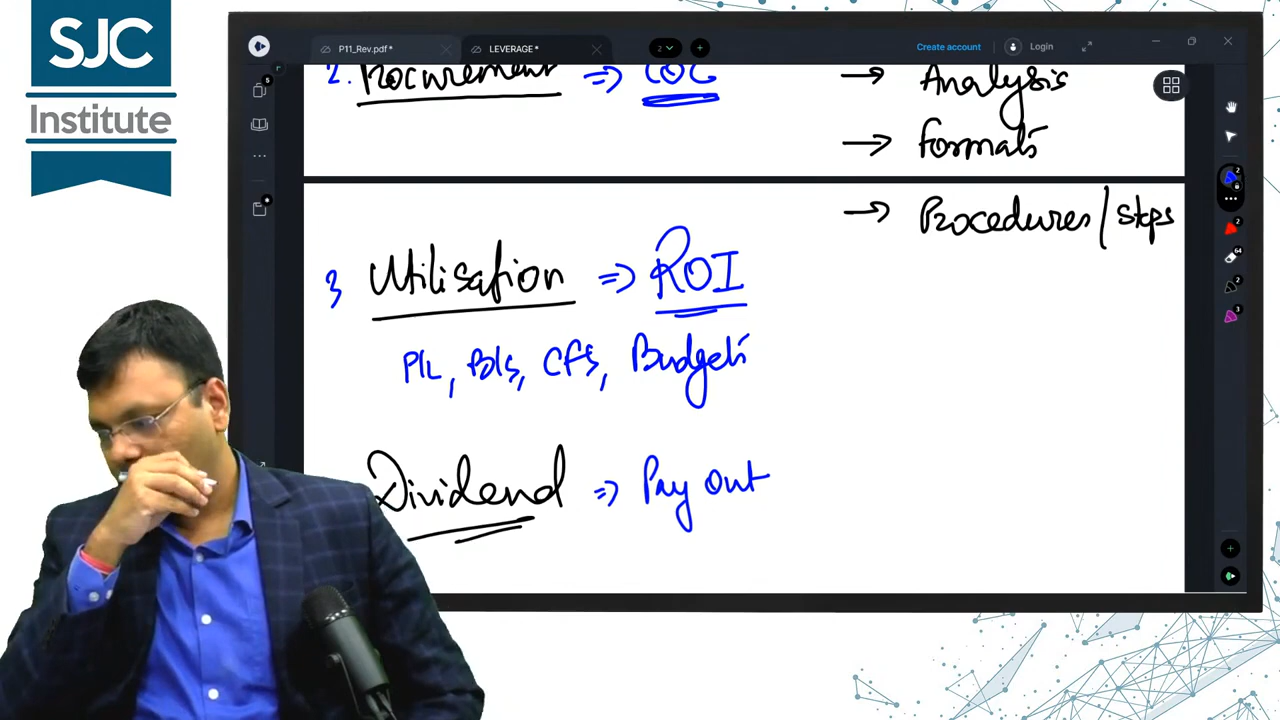 SJC
Institute
P11_Rev.pdf*
LEVERAGE*
2
Create account
Login
2. Procurement => COC
→ Analysis
→ Formats
→ Procedures/Steps
3 Utilisation => ROI
P/L, B/S, CFS, Budgets
Dividend => Pay Out